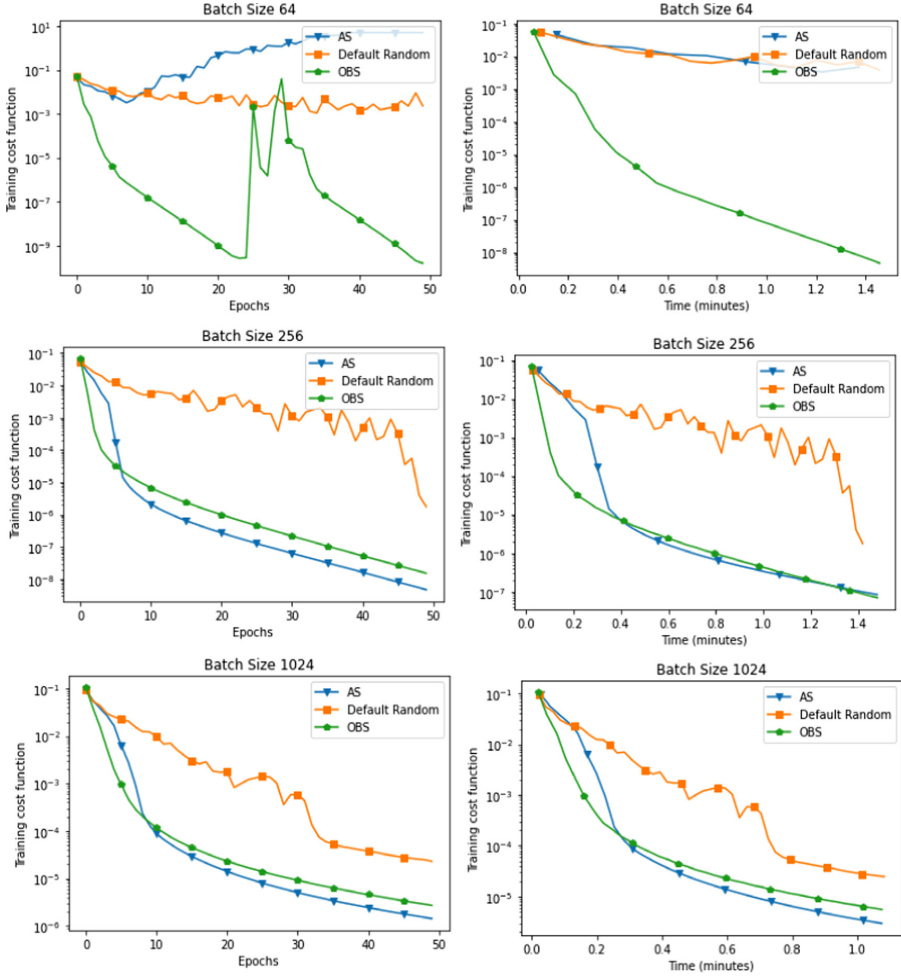 Batch Size 64
Training cost function
10¹
10⁻¹
10⁻³
10⁻⁵
10⁻⁷
10⁻⁹
AS
Default Random
OBS
0 10 20 30 40 50
Epochs
Batch Size 64
Training cost function
10⁻¹
10⁻²
10⁻³
10⁻⁴
10⁻⁵
10⁻⁶
10⁻⁷
10⁻⁸
AS
Default Random
OBS
0.0 0.2 0.4 0.6 0.8 1.0 1.2 1.4
Time (minutes)
Batch Size 256
Training cost function
10⁻¹
10⁻²
10⁻³
10⁻⁴
10⁻⁵
10⁻⁶
10⁻⁷
10⁻⁸
AS
Default Random
OBS
0 10 20 30 40 50
Epochs
Batch Size 256
Training cost function
10⁻¹
10⁻²
10⁻³
10⁻⁴
10⁻⁵
10⁻⁶
10⁻⁷
AS
Default Random
OBS
0.0 0.2 0.4 0.6 0.8 1.0 1.2 1.4
Time (minutes)
Batch Size 1024
Training cost function
10⁻¹
10⁻²
10⁻³
10⁻⁴
10⁻⁵
10⁻⁶
AS
Default Random
OBS
0 10 20 30 40 50
Epochs
Batch Size 1024
Training cost function
10⁻¹
10⁻²
10⁻³
10⁻⁴
10⁻⁵
AS
Default Random
OBS
0.0 0.2 0.4 0.6 0.8 1.0
Time (minutes)